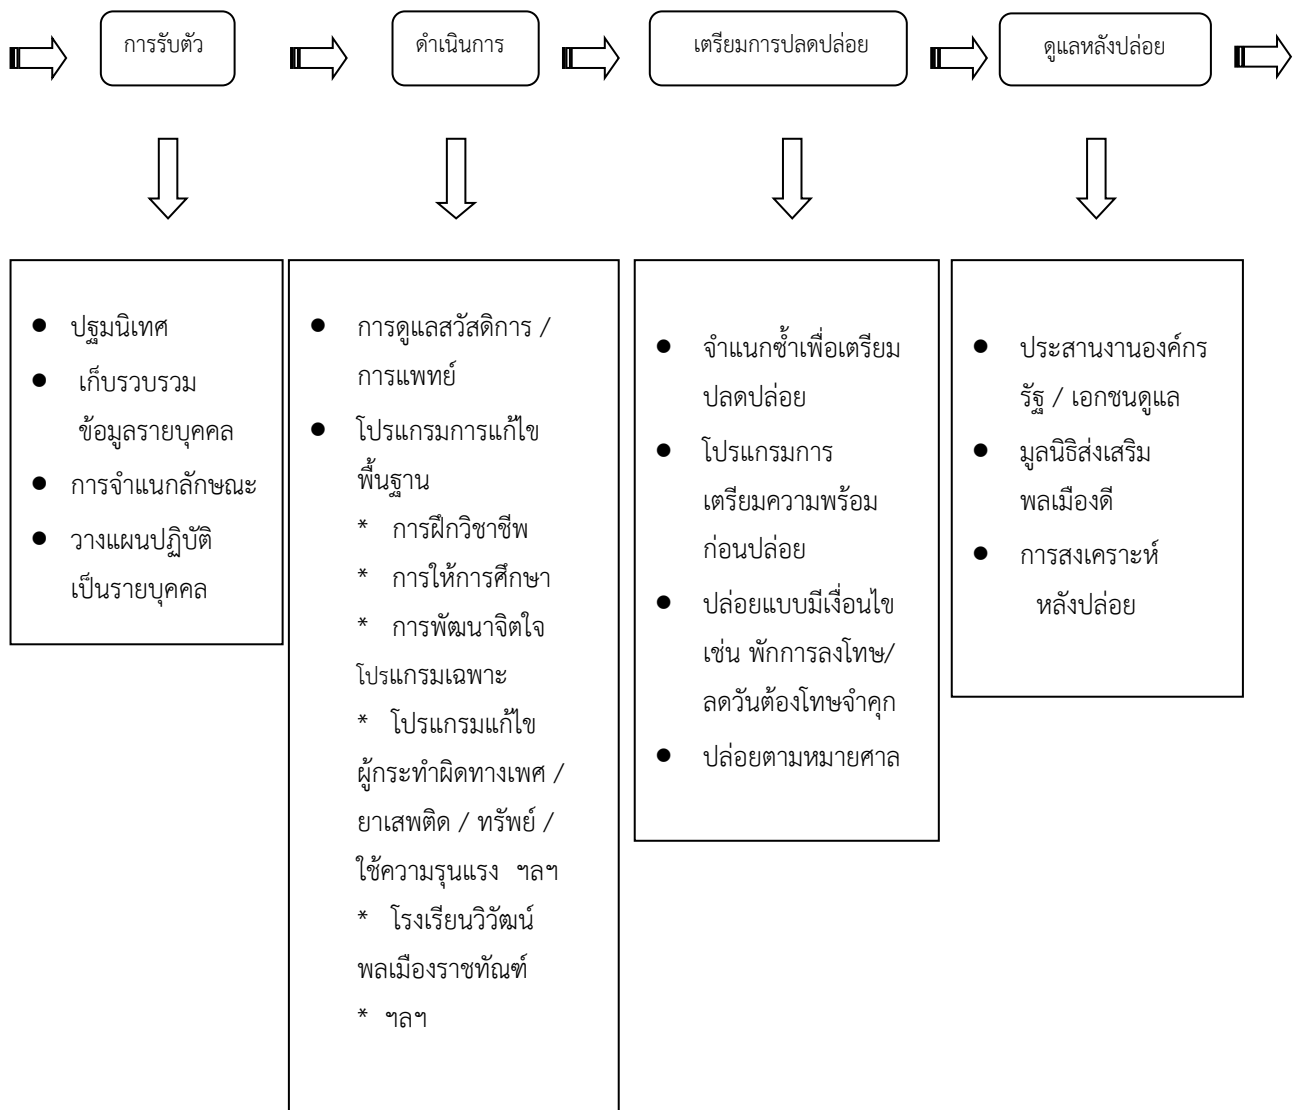 การรับตัว
ดำเนินการ
เตรียมการปลดปล่อย
ดูแลหลังปล่อย
● ปฐมนิเทศ
● เก็บรวบรวม
ข้อมูลรายบุคคล
● การจำแนกลักษณะ
● วางแผนปฏิบัติ
เป็นรายบุคคล
● การดูแลสวัสดิการ /
การแพทย์
● โปรแกรมการแก้ไข
พื้นฐาน
* การฝึกวิชาชีพ
* การให้การศึกษา
* การพัฒนาจิตใจ
โปรแกรมเฉพาะ
* โปรแกรมแก้ไข
ผู้กระทำผิดทางเพศ /
ยาเสพติด / ทรัพย์ /
ใช้ความรุนแรง ฯลฯ
* โรงเรียนวิวัฒน์
พลเมืองราชทัณฑ์
* ฯลฯ
● จำแนกซ้ำเพื่อเตรียม
ปลดปล่อย
● โปรแกรมการ
เตรียมความพร้อม
ก่อนปล่อย
● ปล่อยแบบมีเงื่อนไข
เช่น พักการลงโทษ/
ลดวันต้องโทษจำคุก
● ปล่อยตามหมายศาล
● ประสานงานองค์กร
รัฐ / เอกชนดูแล
● มูลนิธิส่งเสริม
พลเมืองดี
● การสงเคราะห์
หลังปล่อย